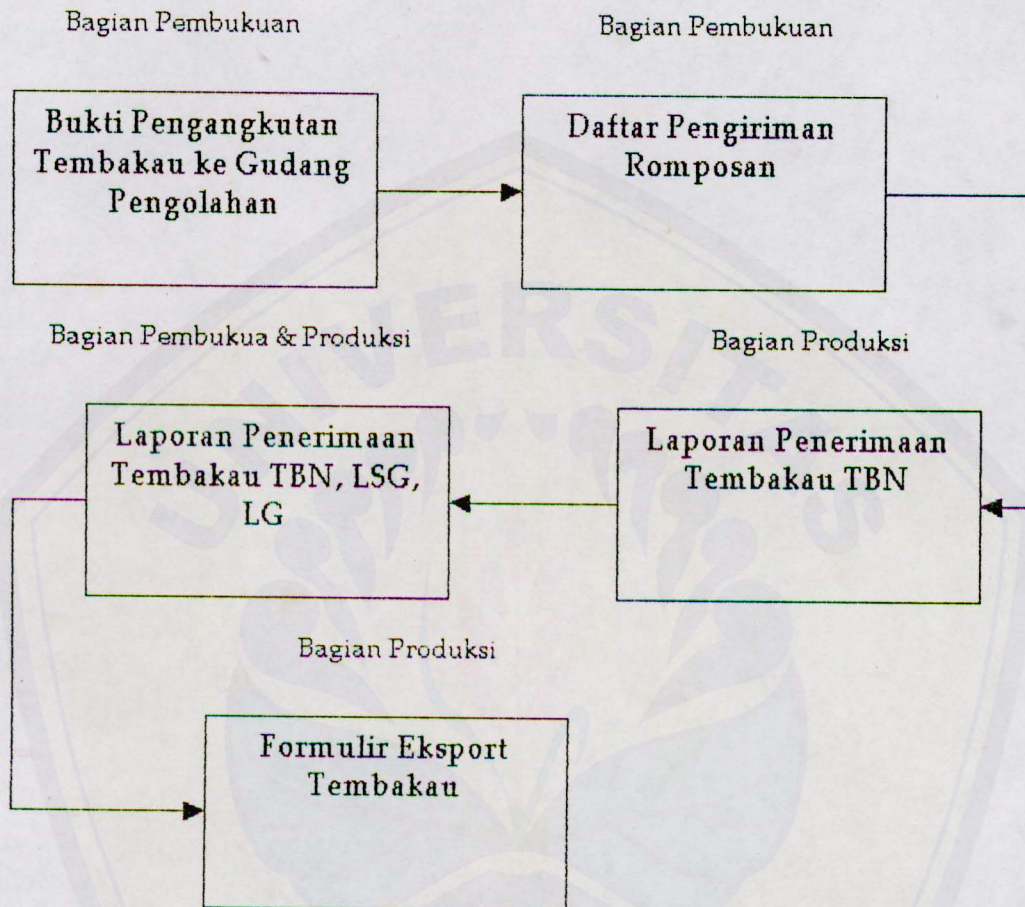 Bagian Pembukuan
Bagian Pembukuan
Bukti Pengangkutan
Tembakau ke Gudang
Pengolahan
Daftar Pengiriman
Romposan
Bagian Pembukua & Produksi
Bagian Produksi
Laporan Penerimaan
Tembakau TBN, LSG,
LG
Laporan Penerimaan
Tembakau TBN
Bagian Produksi
Formulir Eksport
Tembakau
UNIVERSITS